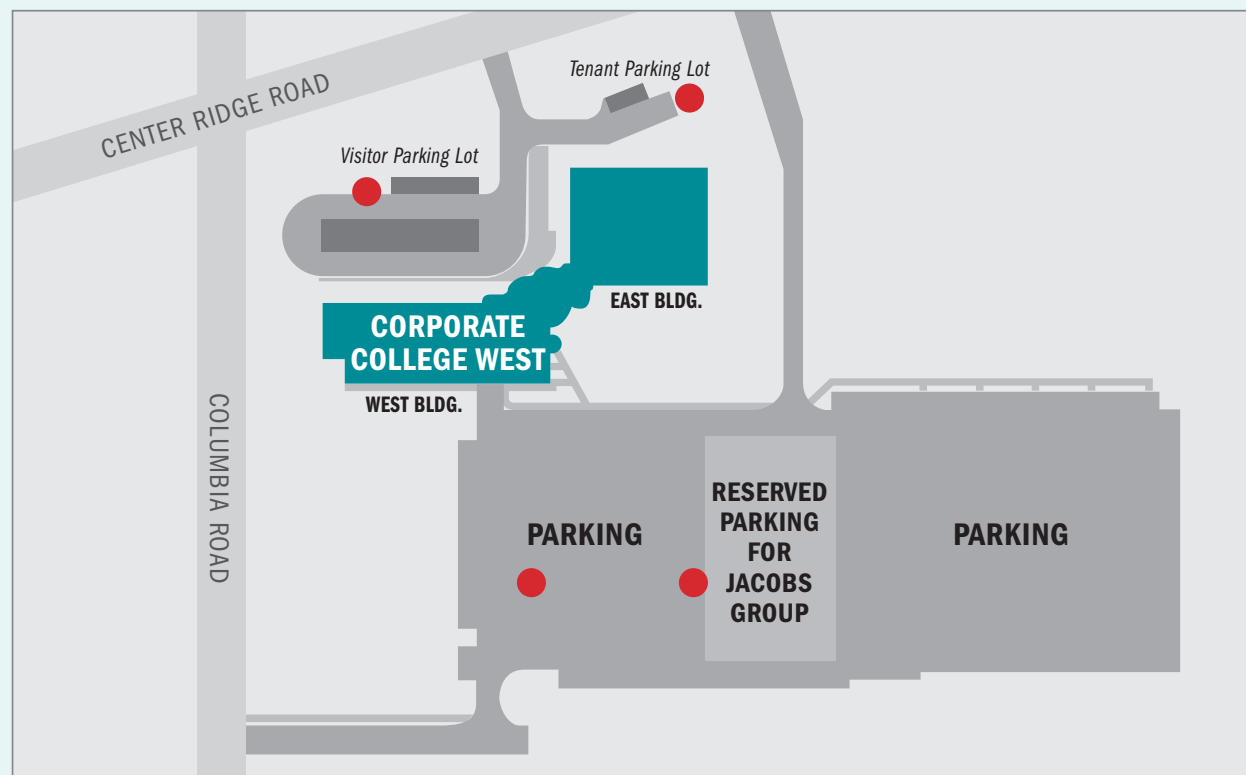 Tenant Parking Lot
CENTER RIDGE ROAD
Visitor Parking Lot
EAST BLDG.
CORPORATE
COLLEGE WEST
WEST BLDG.
COLUMBIA ROAD
PARKING
RESERVED
PARKING
FOR
JACOBS
GROUP
PARKING